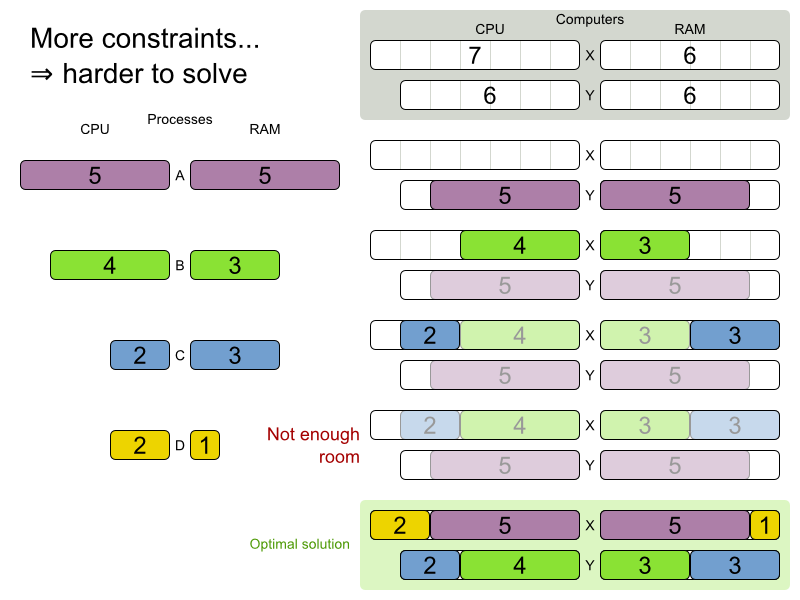 More constraints...
⇒ harder to solve
Processes
CPU RAM
5 A 5
4 B 3
2 C 3
2 D 1
Computers
CPU RAM
7 X 6
6 Y 6
X
5 Y 5
4 X 3
5 Y 5
2 4 X 3 3
5 Y 5
Not enough
room
2 4 X 3 3
5 Y 5
Optimal solution
2 5 X 5 1
2 4 Y 3 3